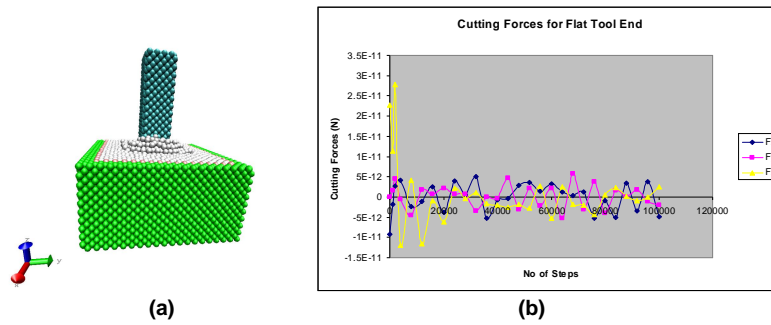 Cutting Forces for Flat Tool End
3.5E-11
3E-11
2.5E-11
2E-11
1.5E-11
1E-11
5E-12
0
-5E-12
-1E-11
-1.5E-11
0
20000
40000
60000
80000
100000
120000
Cutting Forces (N)
No of Steps
F
F
F
z
y
x
(a)
(b)